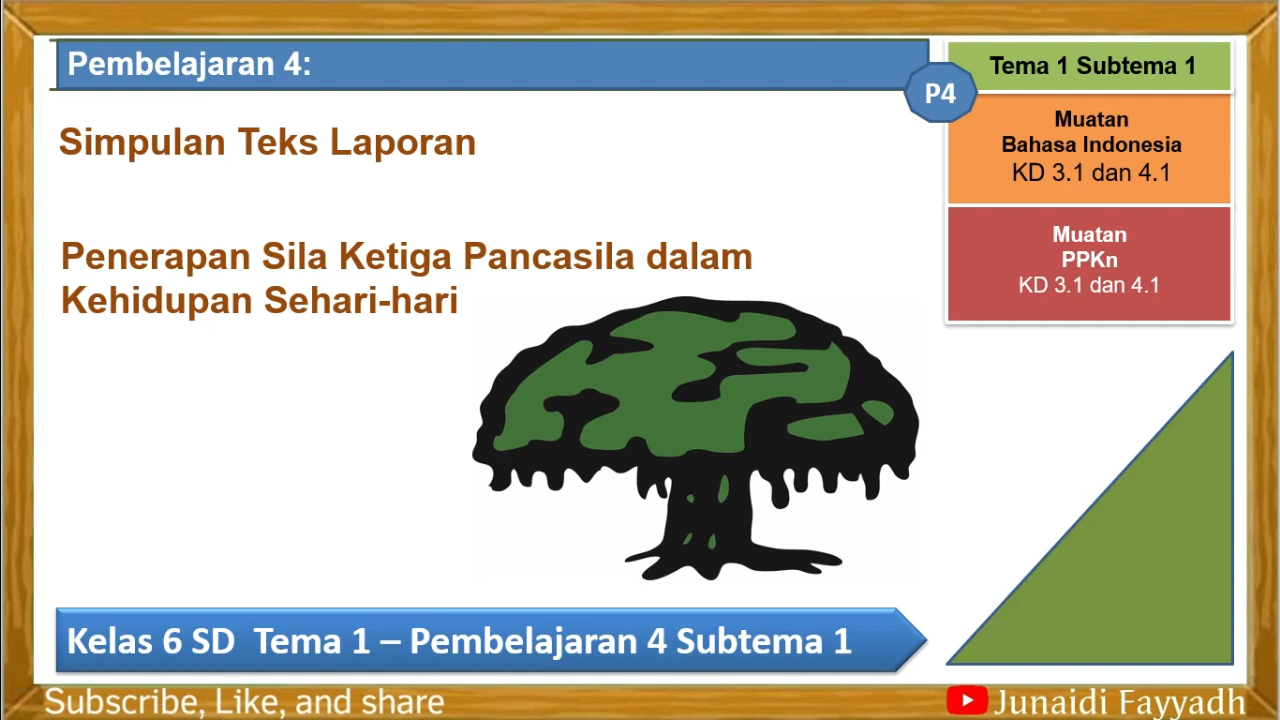 Pembelajaran 4:
Simpulan Teks Laporan
Penerapan Sila Ketiga Pancasila dalam
Kehidupan Sehari-hari
P4
Tema 1 Subtema 1
Muatan
Bahasa Indonesia
KD 3.1 dan 4.1
Muatan
PPKn
KD 3.1 dan 4.1
Kelas 6 SD Tema 1 – Pembelajaran 4 Subtema 1
Subscribe, Like, and share
Junaidi Fayyadh